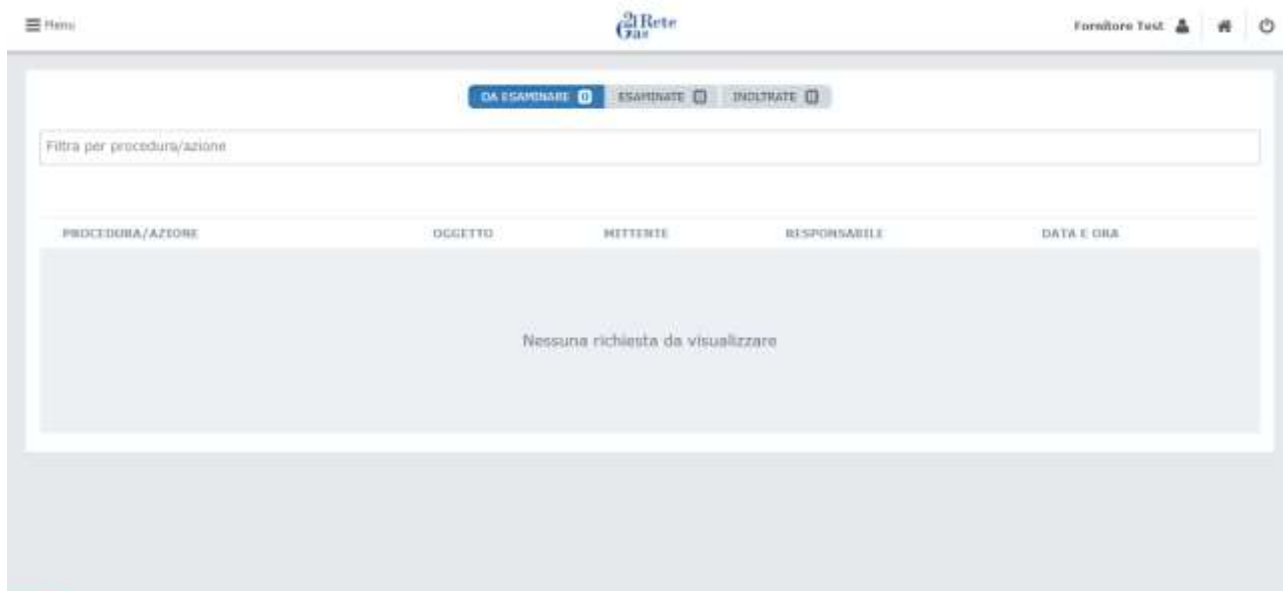 Menu
2i Rete
Gas
Fornitore Test
DA ESAMINARE 0 ESAMINATE 0 INOLTRATE 0
Filtra per procedura/azione
PROCEDURA/AZIONE OGGETTO MITTENTE RESPONSABILE DATA E ORA
Nessuna richiesta da visualizzare